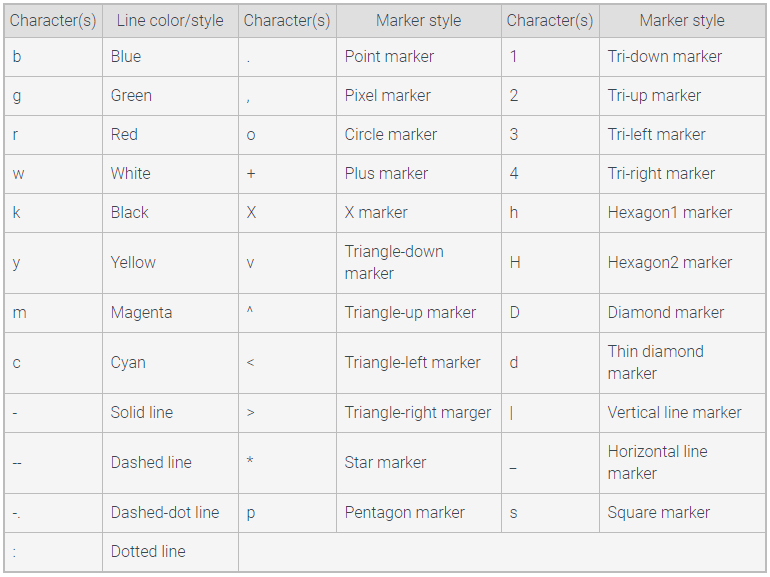 Character(s) Line color/style Character(s) Marker style Character(s) Marker style
b Blue . Point marker 1 Tri-down marker
g Green , Pixel marker 2 Tri-up marker
r Red o Circle marker 3 Tri-left marker
w White + Plus marker 4 Tri-right marker
k Black X X marker h Hexagon1 marker
y Yellow v Triangle-down
marker H Hexagon2 marker
m Magenta ^ Triangle-up marker D Diamond marker
c Cyan < Triangle-left marker d Thin diamond
marker
- Solid line > Triangle-right marger | Vertical line marker
-- Dashed line * Star marker _ Horizontal line
marker
-. Dashed-dot line p Pentagon marker s Square marker
: Dotted line